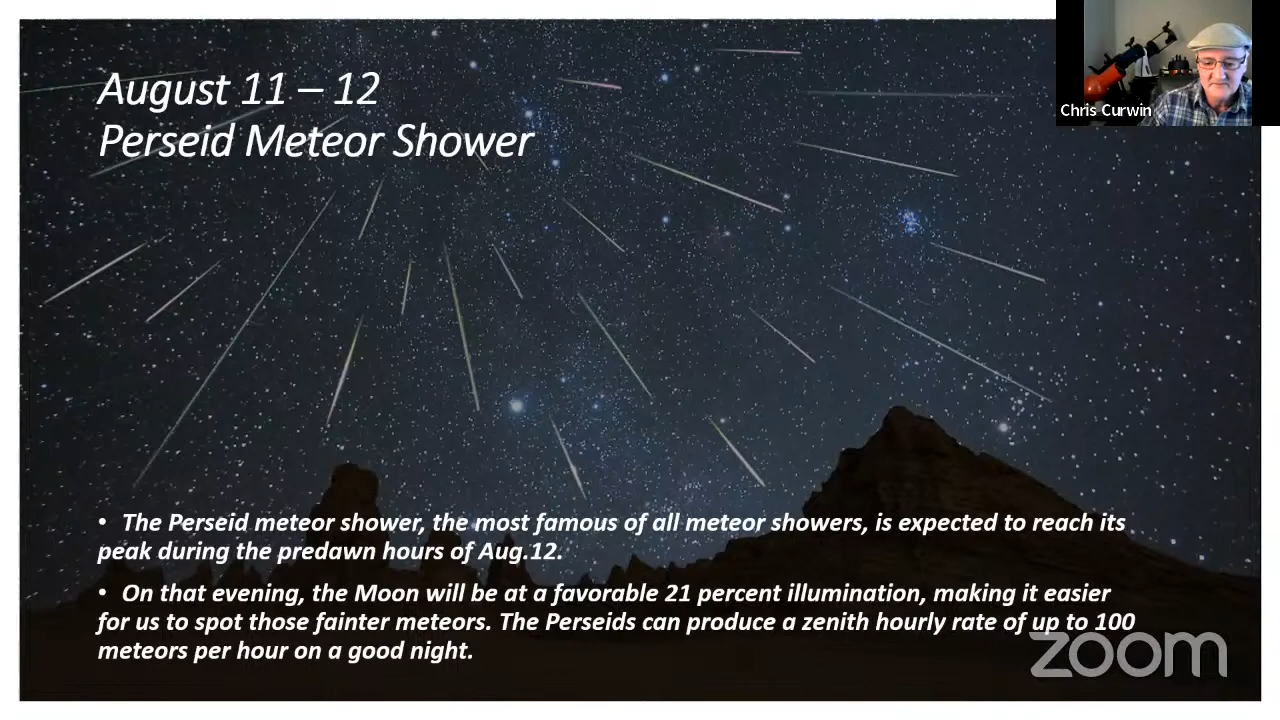 August 11 – 12
Perseid Meteor Shower
Chris Curwin
• The Perseid meteor shower, the most famous of all meteor showers, is expected to reach its
peak during the predawn hours of Aug.12.
• On that evening, the Moon will be at a favorable 21 percent illumination, making it easier
for us to spot those fainter meteors. The Perseids can produce a zenith hourly rate of up to 100
meteors per hour on a good night.
zoom